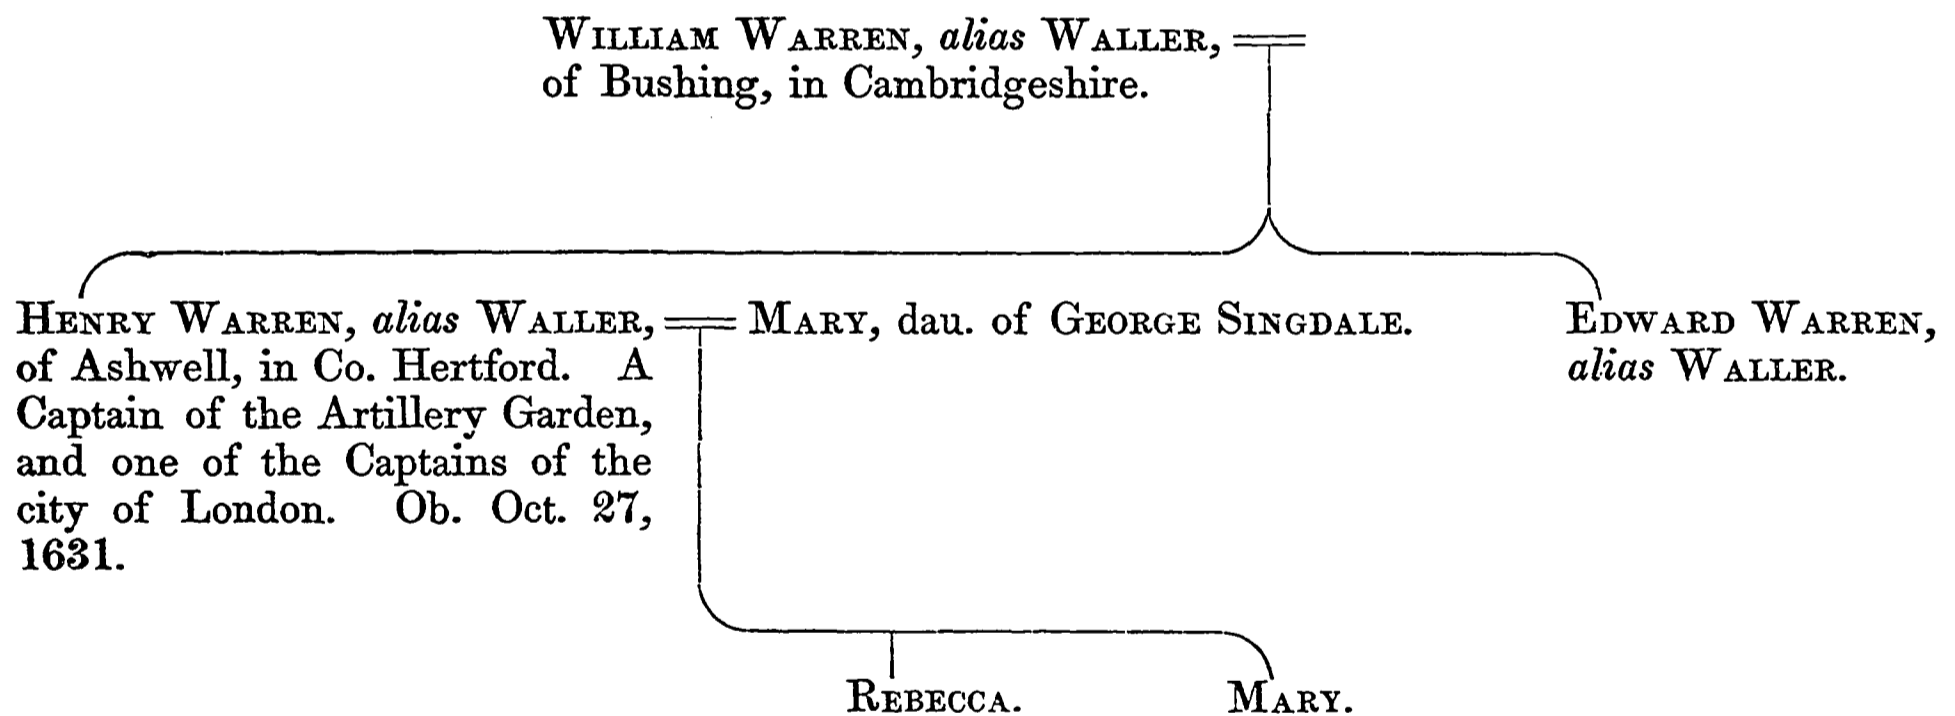 WILLIAM WARREN, alias WALLER,
of Bushing, in Cambridgeshire.
HENRY WARREN, alias WALLER,
of Ashwell, in Co. Hertford. A
Captain of the Artillery Garden,
and one of the Captains of the
city of London. Ob. Oct. 27,
1631.
MARY, dau. of GEORGE SINGDALE.
EDWARD WARREN,
alias WALLER.
REBECCA.
MARY.